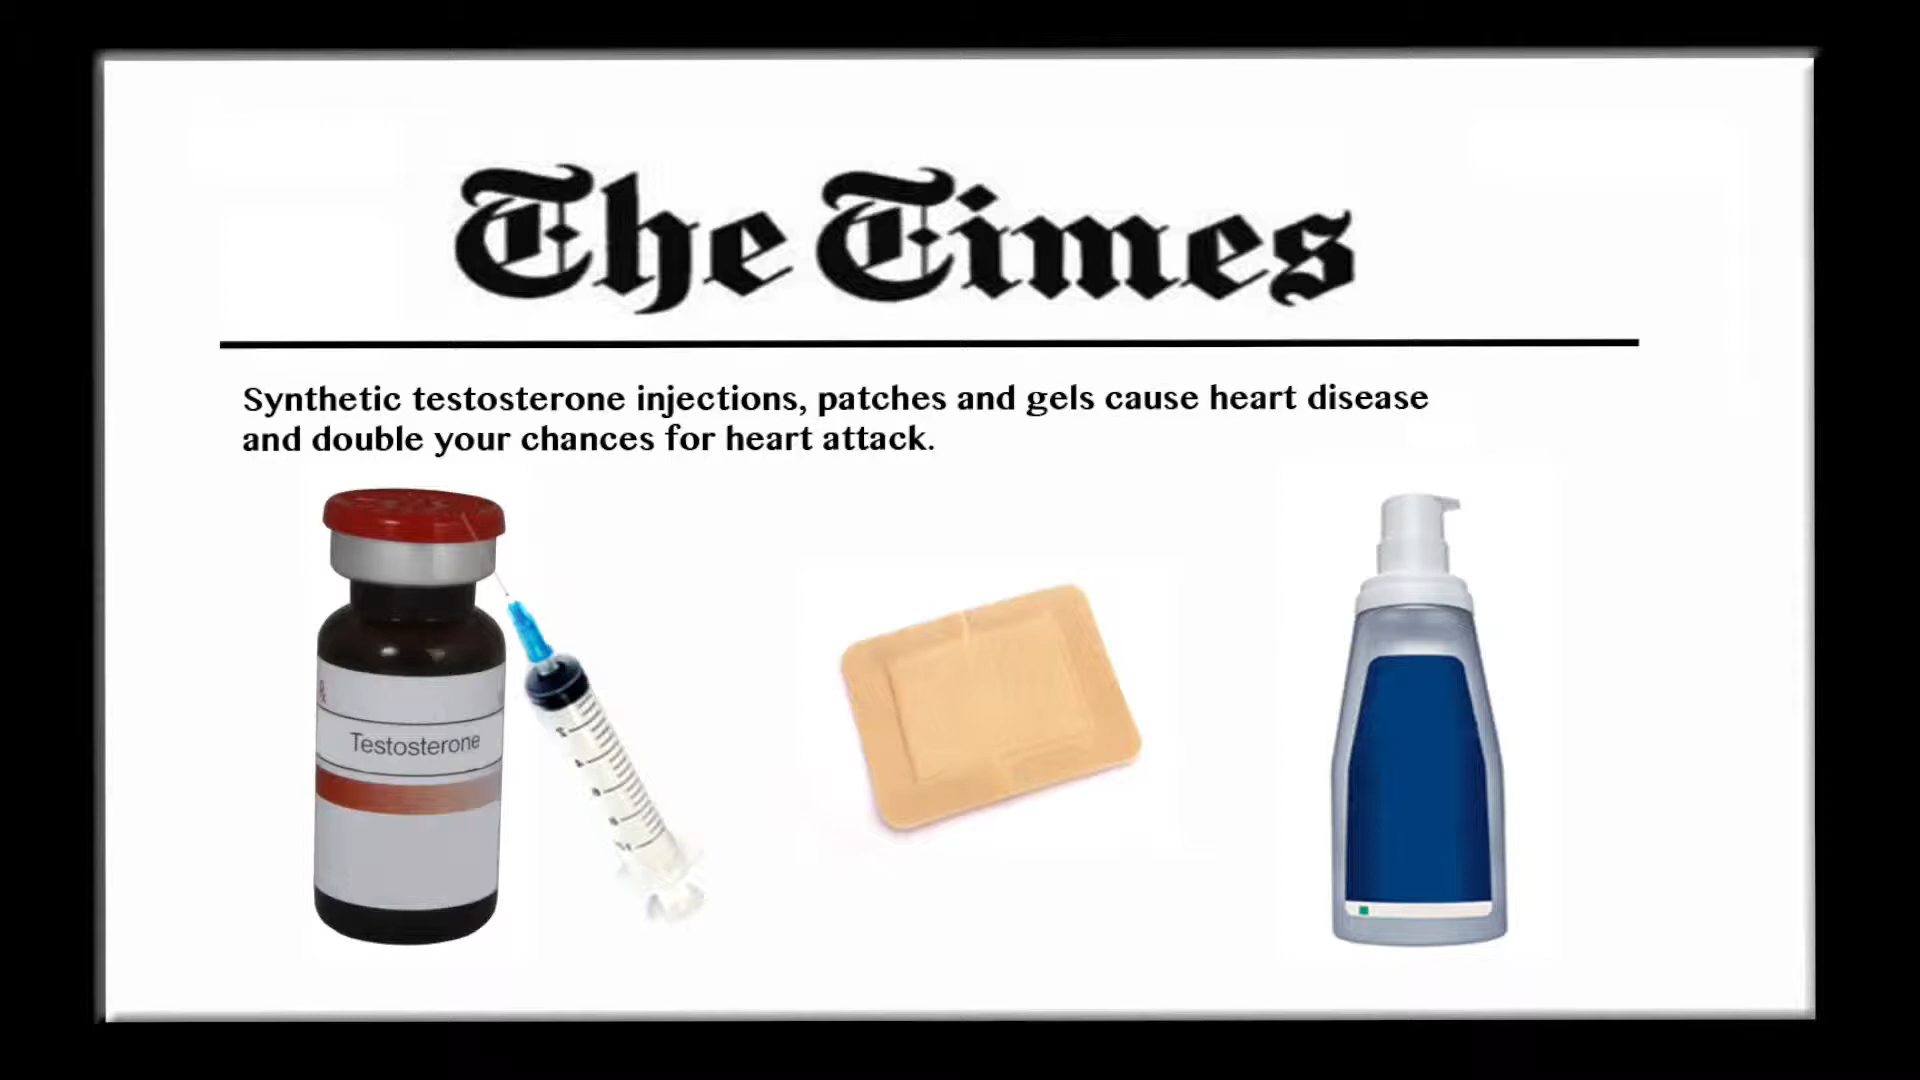 The Times
Synthetic testosterone injections, patches and gels cause heart disease
and double your chances for heart attack.
Testosterone